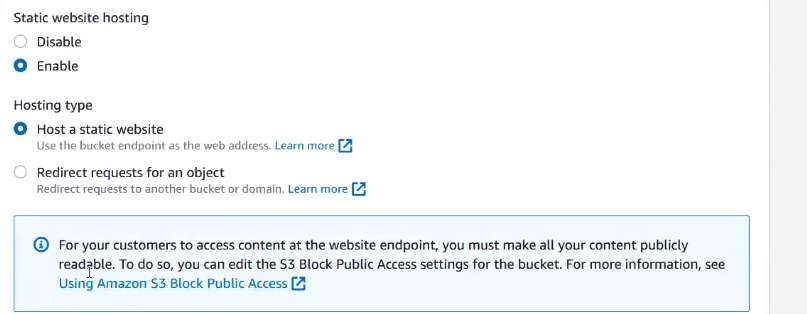 Static website hosting
Disable
Enable
Hosting type
Host a static website
Use the bucket endpoint as the web address. Learn more
Redirect requests for an object
Redirect requests to another bucket or domain. Learn more
For your customers to access content at the website endpoint, you must make all your content publicly
readable. To do so, you can edit the S3 Block Public Access settings for the bucket. For more information, see
Using Amazon S3 Block Public Access